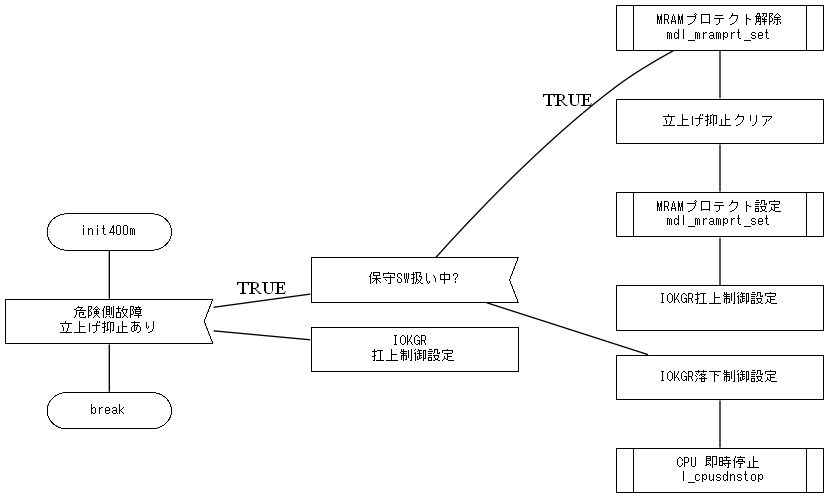 MRAMプロテクト解除
mdl_mramprt_set
TRUE
立上げ抑止クリア
MRAMプロテクト設定
mdl_mramprt_set
init400m
TRUE
保守SW扱い中?
IOKGR扛上制御設定
危険側故障
立上げ抑止あり
IOKGR
扛上制御設定
IOKGR落下制御設定
break
CPU 即時停止
l_cpusdnstop